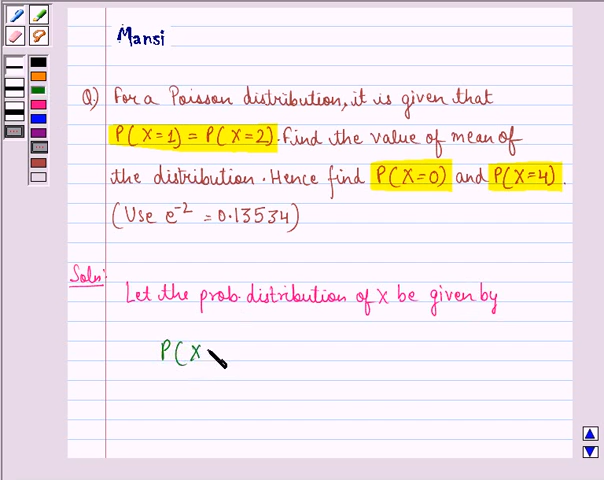 Mansi
Q) For a Poisson distribution, it is given that
P(X=1) = P(X=2). Find the value of mean of
the distribution. Hence find P(X=0) and P(X=4).
(Use e⁻² = 0.13534)
Soln:
Let the prob. distribution of X be given by
P(X